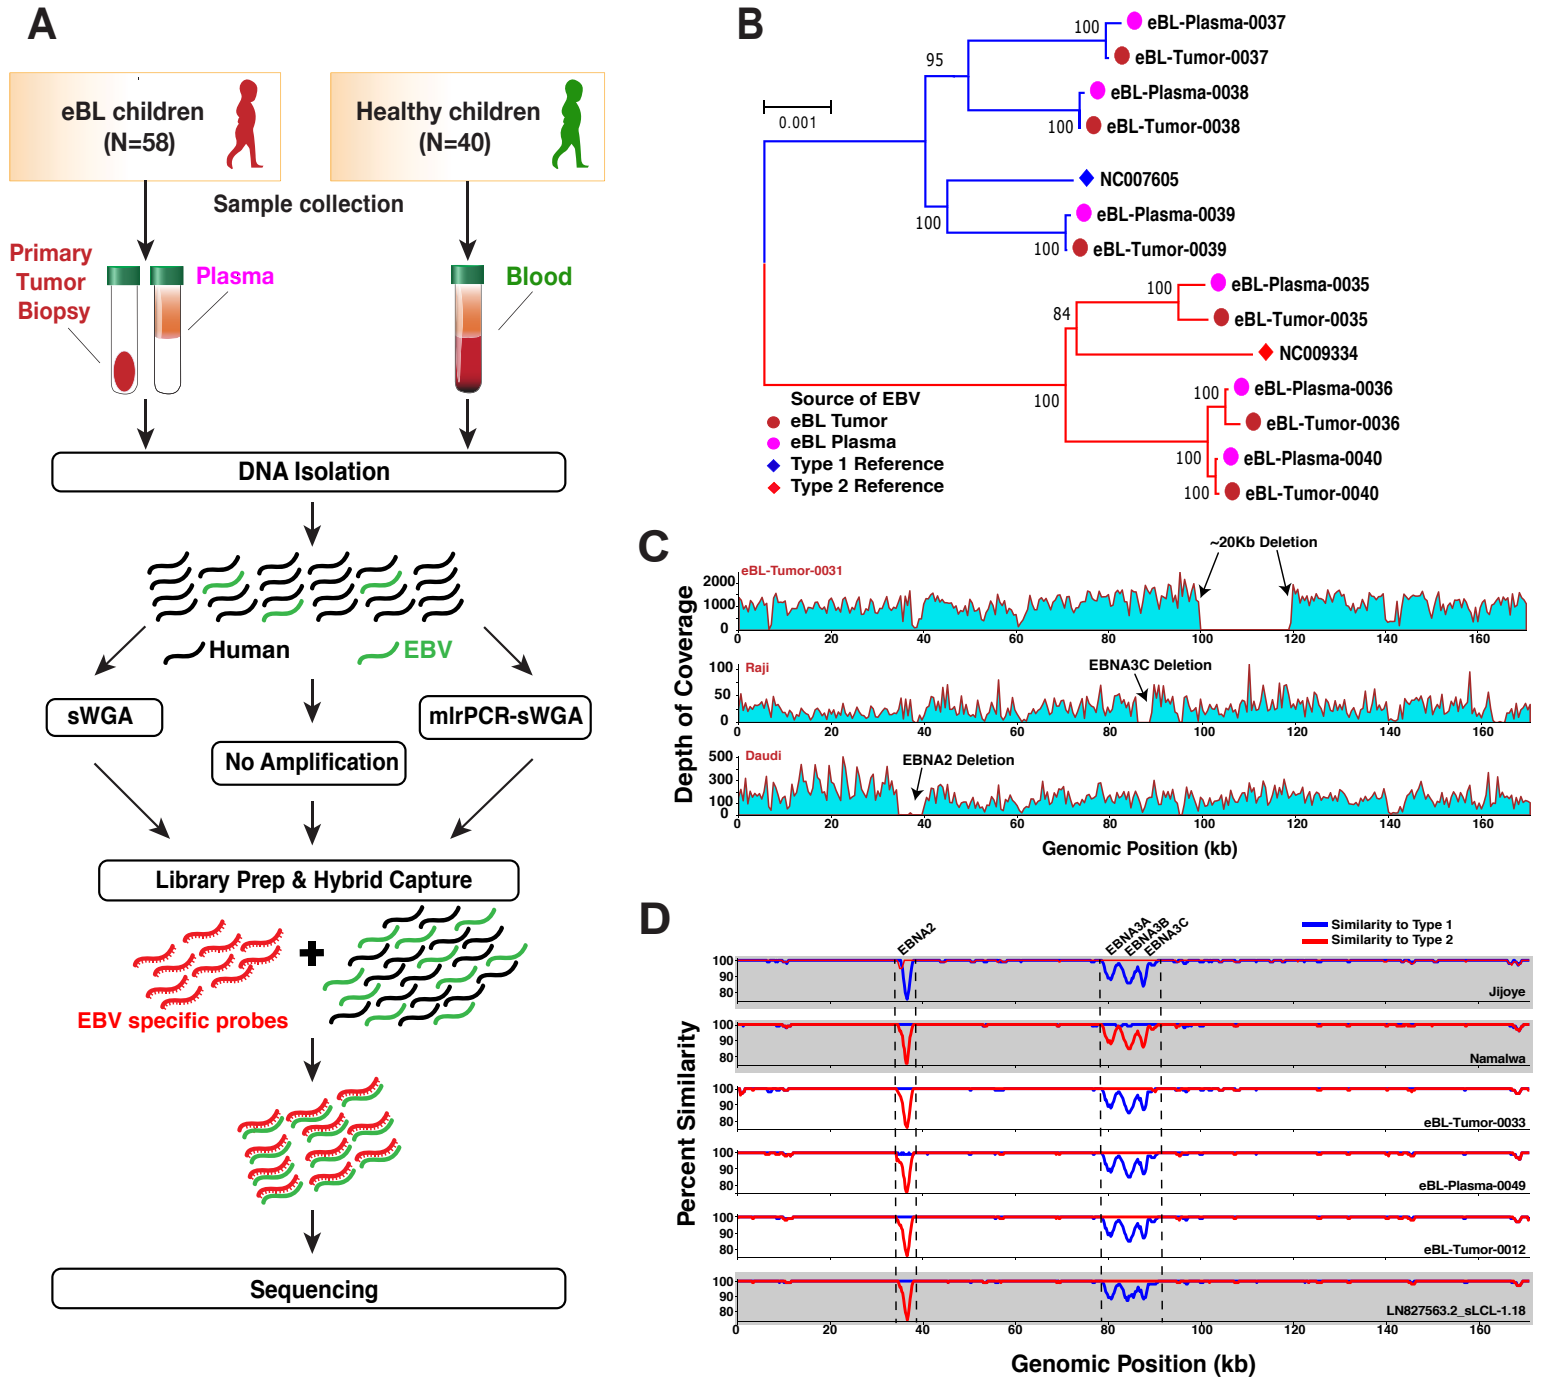 A
eBL children
(N=58)
Healthy children
(N=40)
Sample collection
Primary
Tumor
Biopsy
Plasma
Blood
DNA Isolation
Human
EBV
sWGA
mlrPCR-sWGA
No Amplification
Library Prep & Hybrid Capture
EBV specific probes
Sequencing
B
0.001
95
100
100
100
100
100
84
100
100
100
100
eBL-Plasma-0037
eBL-Tumor-0037
eBL-Plasma-0038
eBL-Tumor-0038
NC007605
eBL-Plasma-0039
eBL-Tumor-0039
eBL-Plasma-0035
eBL-Tumor-0035
NC009334
eBL-Plasma-0036
eBL-Tumor-0036
eBL-Plasma-0040
eBL-Tumor-0040
Source of EBV
eBL Tumor
eBL Plasma
Type 1 Reference
Type 2 Reference
C
Depth of Coverage
eBL-Tumor-0031
~20Kb Deletion
2000
1000
0
0 20 40 60 80 100 120 140 160
Raji
EBNA3C Deletion
100
50
0
0 20 40 60 80 100 120 140 160
Daudi
EBNA2 Deletion
500
300
100
0
0 20 40 60 80 100 120 140 160
Genomic Position (kb)
D
Percent Similarity
EBNA2
EBNA3A
EBNA3B
EBNA3C
Similarity to Type 1
Similarity to Type 2
100
90
80
Jijoye
100
90
80
Namalwa
100
90
80
eBL-Tumor-0033
100
90
80
eBL-Plasma-0049
100
90
80
eBL-Tumor-0012
100
90
80
LN827563.2_sLCL-1.18
0 20 40 60 80 100 120 140 160
Genomic Position (kb)